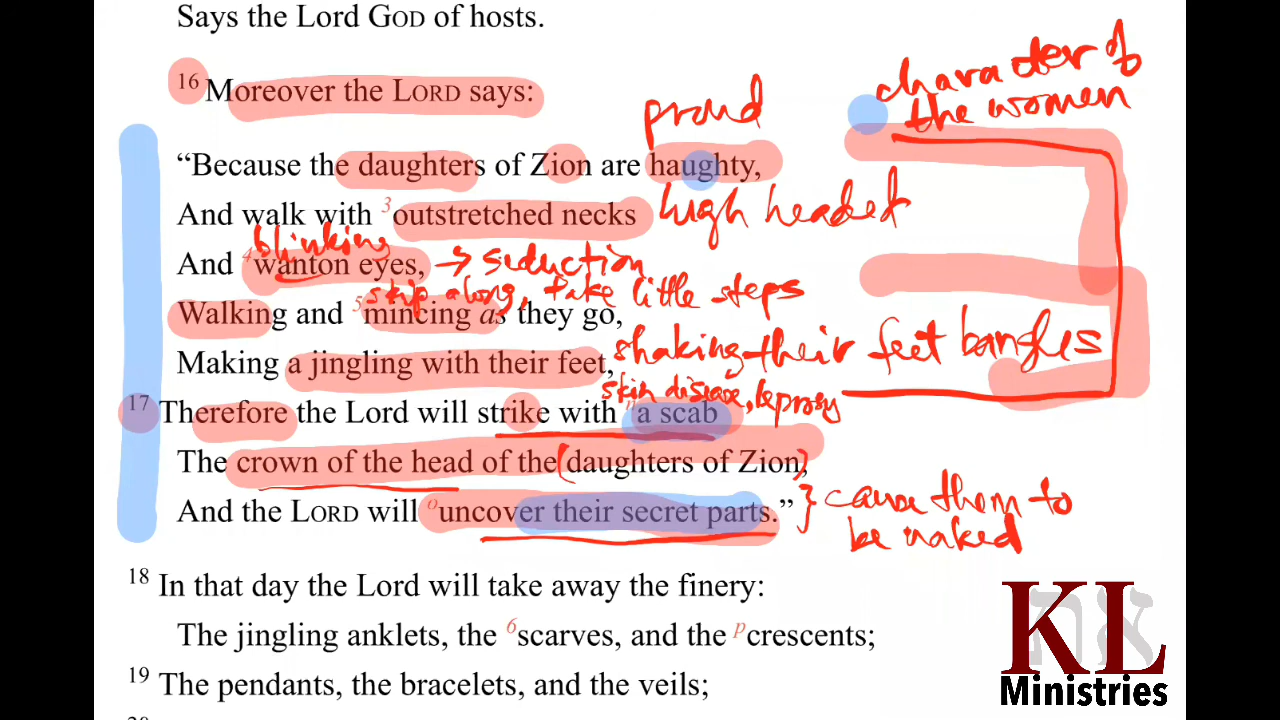 Says the Lord GOD of hosts.
character of
the women
16 Moreover the LORD says:
proud
“Because the daughters of Zion are haughty,
And walk with 3 outstretched necks high headed
blinking
And 4 wanton eyes, → seduction
skip along, take little steps
Walking and 5 mincing as they go,
shaking their feet bangles
Making a jingling with their feet,
skin disease, leprosy
17 Therefore the Lord will strike with n a scab
The crown of the head of the (daughters of Zion,)
And the LORD will o uncover their secret parts.” } cause them to
be naked
18 In that day the Lord will take away the finery:
The jingling anklets, the 6 scarves, and the p crescents;
19 The pendants, the bracelets, and the veils;
את
KL
Ministries